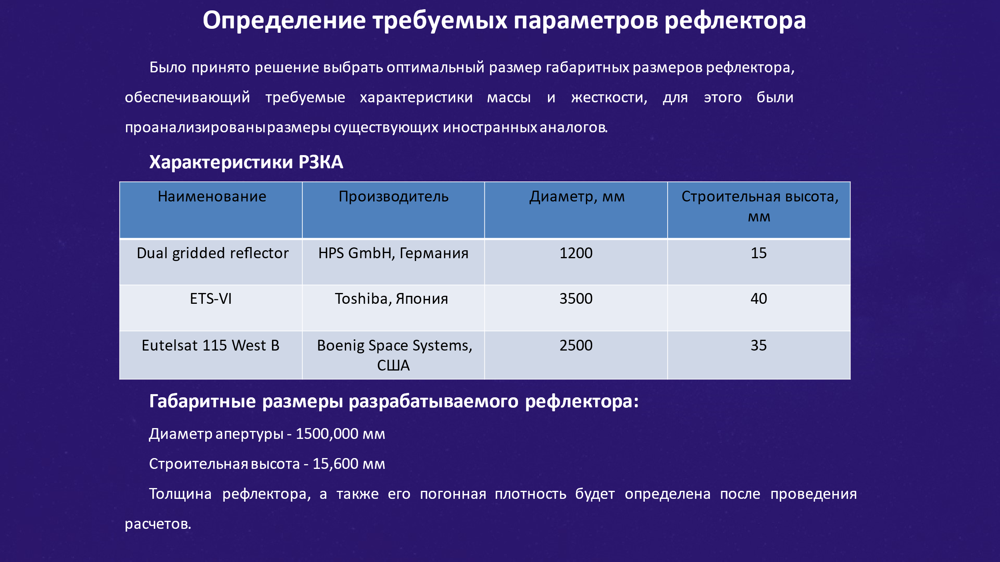 Определение требуемых параметров рефлектора
Было принято решение выбрать оптимальный размер габаритных размеров рефлектора,
обеспечивающий требуемые характеристики массы и жесткости, для этого были
проанализированы размеры существующих иностранных аналогов.
Характеристики РЗКА
Наименование
Производитель
Диаметр, мм
Строительная высота,
мм
Dual gridded reflector
HPS GmbH, Германия
1200
15
ETS-VI
Toshiba, Япония
3500
40
Eutelsat 115 West B
Boenig Space Systems,
США
2500
35
Габаритные размеры разрабатываемого рефлектора:
Диаметр апертуры - 1500,000 мм
Строительная высота - 15,600 мм
Толщина рефлектора, а также его погонная плотность будет определена после проведения
расчетов.